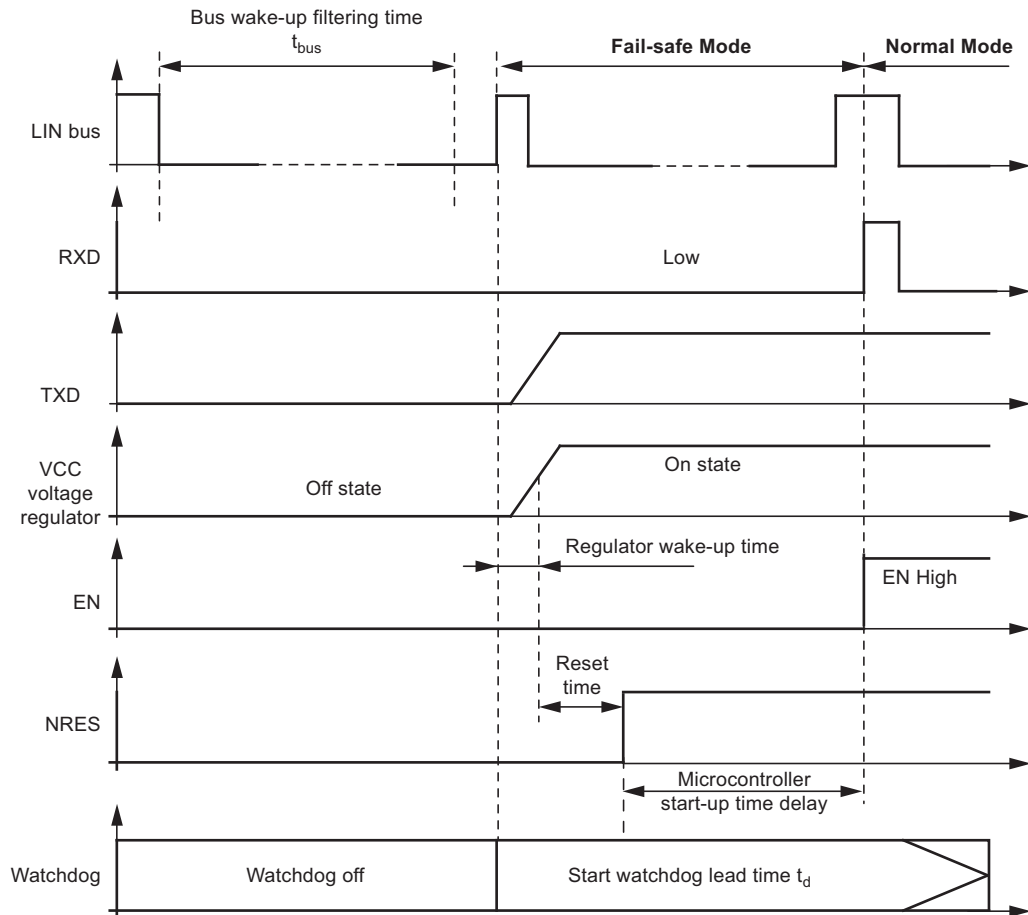 Bus wake-up filtering time
t_bus
Fail-safe Mode
Normal Mode
LIN bus
RXD
Low
TXD
VCC
voltage
regulator
Off state
On state
Regulator wake-up time
EN
EN High
Reset
time
NRES
Microcontroller
start-up time delay
Watchdog
Watchdog off
Start watchdog lead time t_d